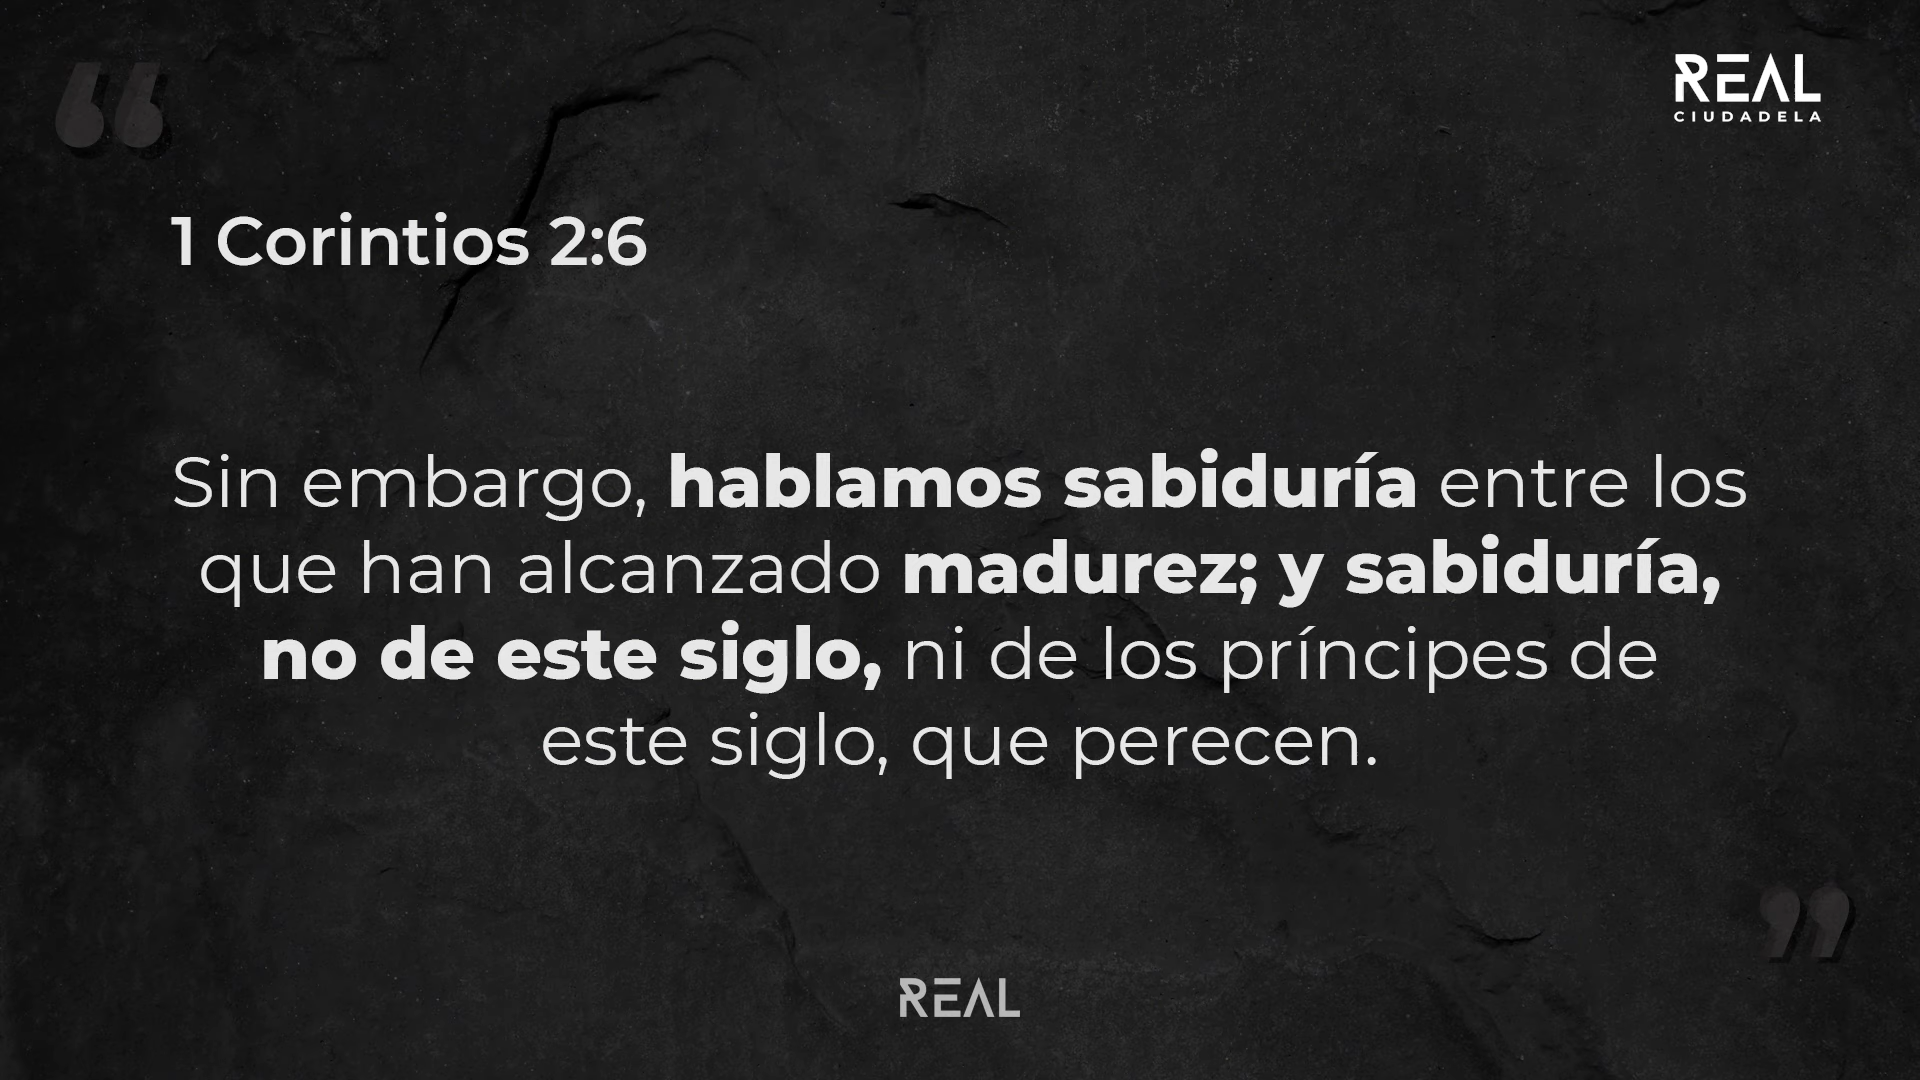 REAL
CIUDADELA
1 Corintios 2:6
Sin embargo, hablamos sabiduría entre los
que han alcanzado madurez; y sabiduría,
no de este siglo, ni de los príncipes de
este siglo, que perecen.
REAL